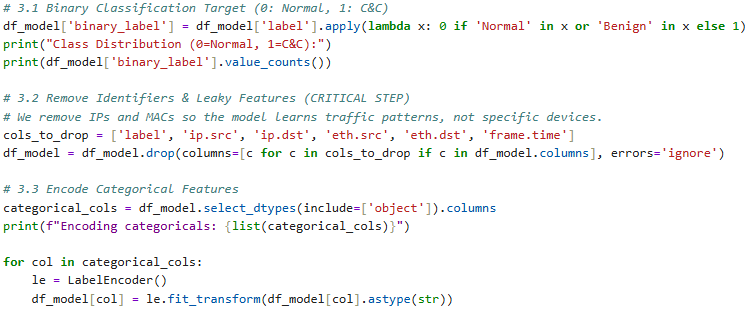 # 3.1 Binary Classification Target (0: Normal, 1: C&C)
df_model['binary_label'] = df_model['label'].apply(lambda x: 0 if 'Normal' in x or 'Benign' in x else 1)
print("Class Distribution (0=Normal, 1=C&C):")
print(df_model['binary_label'].value_counts())

# 3.2 Remove Identifiers & Leaky Features (CRITICAL STEP)
# We remove IPs and MACs so the model learns traffic patterns, not specific devices.
cols_to_drop = ['label', 'ip.src', 'ip.dst', 'eth.src', 'eth.dst', 'frame.time']
df_model = df_model.drop(columns=[c for c in cols_to_drop if c in df_model.columns], errors='ignore')

# 3.3 Encode Categorical Features
categorical_cols = df_model.select_dtypes(include=['object']).columns
print(f"Encoding categoricals: {list(categorical_cols)}")

for col in categorical_cols:
    le = LabelEncoder()
    df_model[col] = le.fit_transform(df_model[col].astype(str))